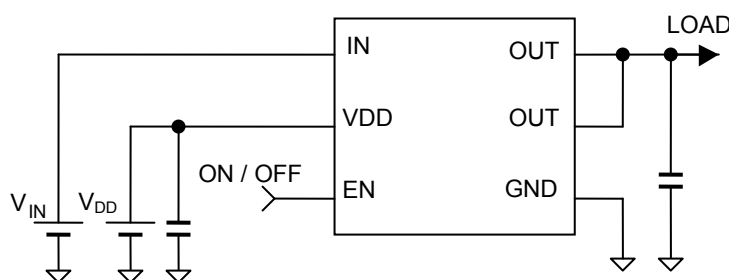 LOAD
IN
OUT
VDD
OUT
ON / OFF
EN
GND
VIN
VDD